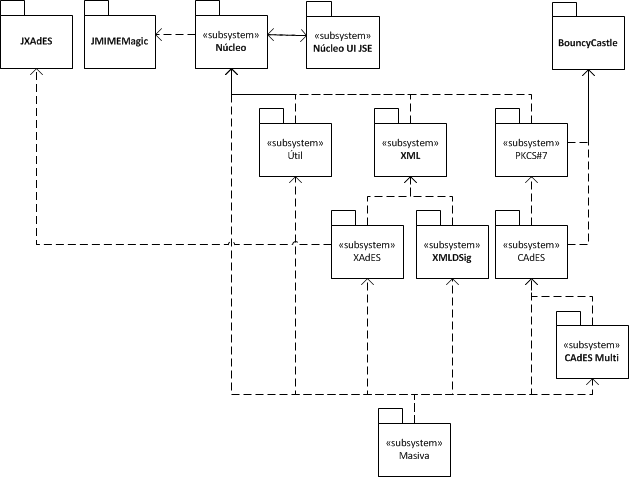 JXAdES
JMIMEMagic
«subsystem»
Núcleo
«subsystem»
Núcleo UI JSE
BouncyCastle
«subsystem»
Útil
«subsystem»
XML
«subsystem»
PKCS#7
«subsystem»
XAdES
«subsystem»
XMLDSig
«subsystem»
CAdES
«subsystem»
CAdES Multi
«subsystem»
Masiva